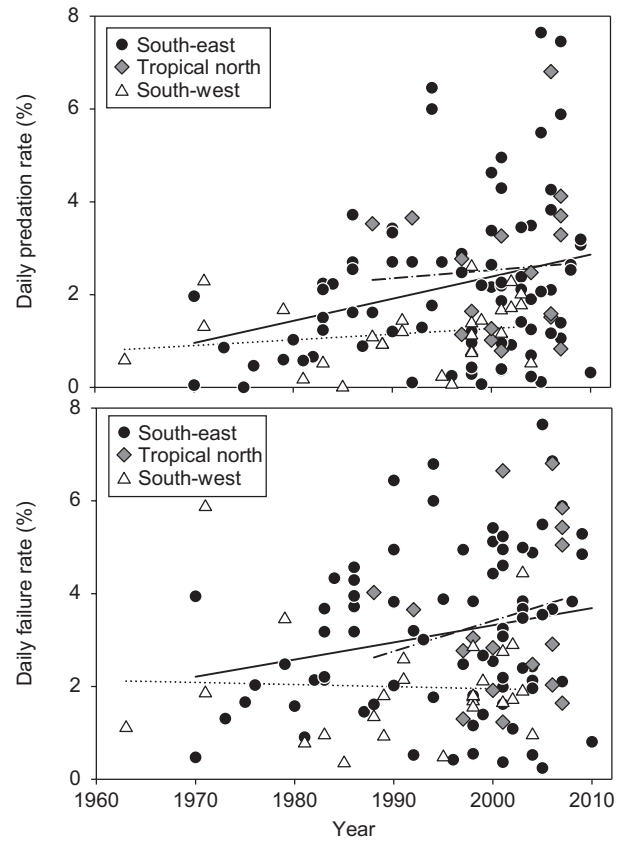 8
6
4
2
0
Daily predation rate (%)
South-east
Tropical north
South-west
8
6
4
2
0
Daily failure rate (%)
South-east
Tropical north
South-west
1960 1970 1980 1990 2000 2010
Year